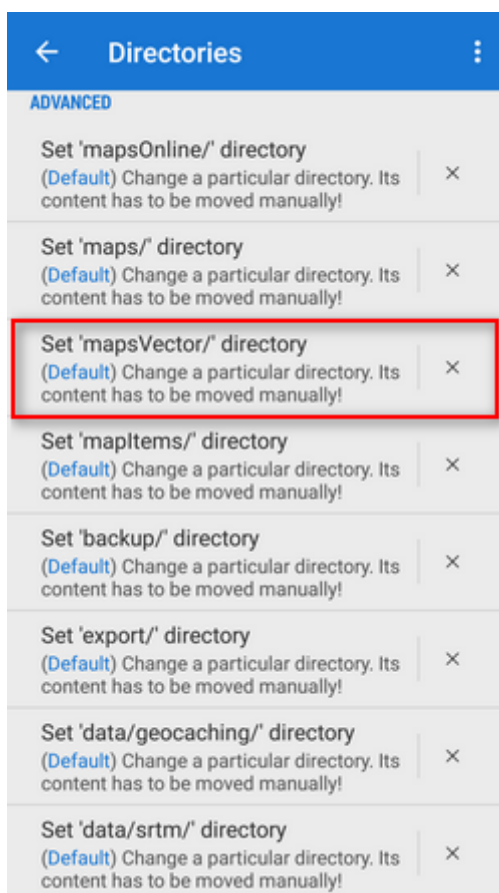 Directories
ADVANCED
Set 'mapsOnline/' directory
(Default) Change a particular directory. Its
content has to be moved manually!
Set 'maps/' directory
(Default) Change a particular directory. Its
content has to be moved manually!
Set 'mapsVector/' directory
(Default) Change a particular directory. Its
content has to be moved manually!
Set 'mapItems/' directory
(Default) Change a particular directory. Its
content has to be moved manually!
Set 'backup/' directory
(Default) Change a particular directory. Its
content has to be moved manually!
Set 'export/' directory
(Default) Change a particular directory. Its
content has to be moved manually!
Set 'data/geocaching/' directory
(Default) Change a particular directory. Its
content has to be moved manually!
Set 'data/srtm/' directory
(Default) Change a particular directory. Its
content has to be moved manually!